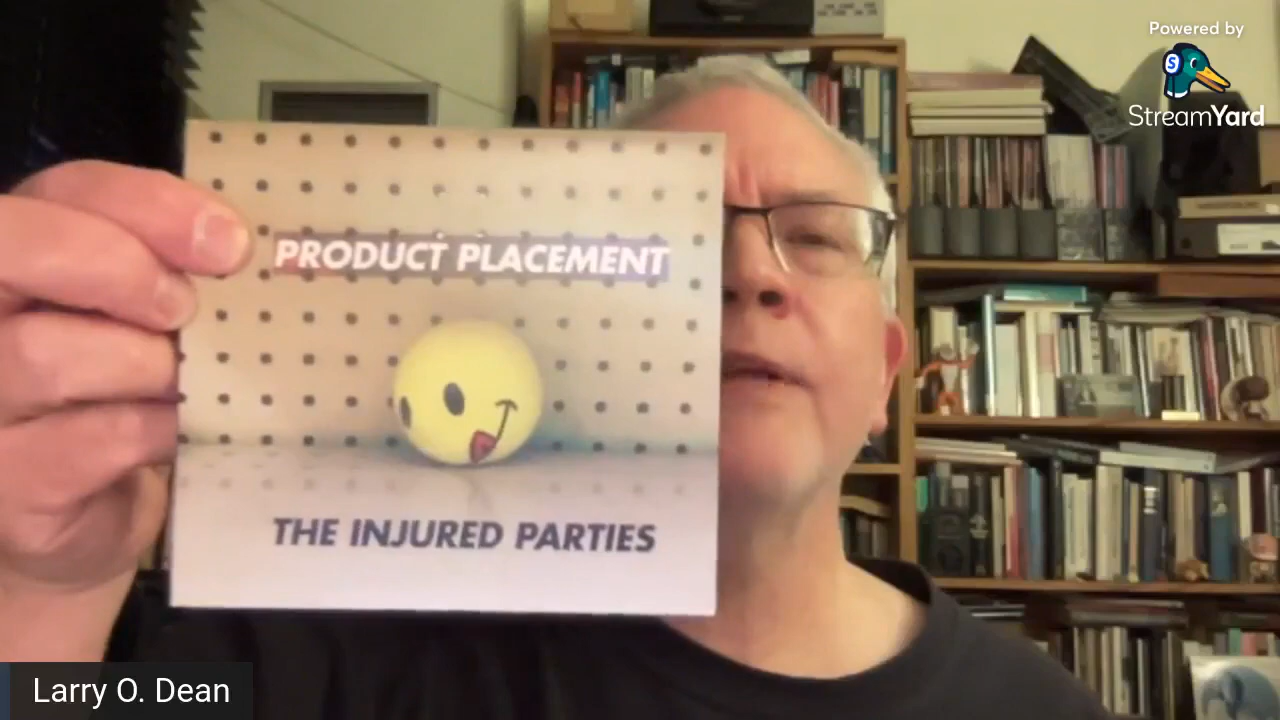 Powered by
S
StreamYard
PRODUCT PLACEMENT
THE INJURED PARTIES
Larry O. Dean